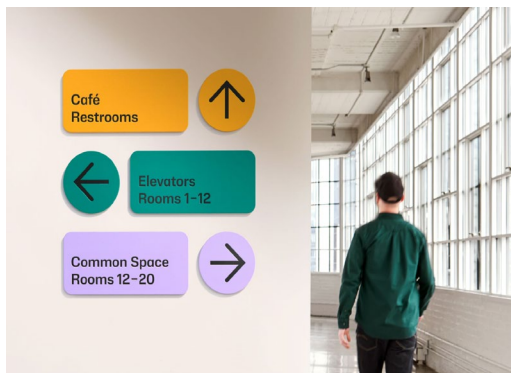 Café
Restrooms
Elevators
Rooms 1–12
Common Space
Rooms 12–20